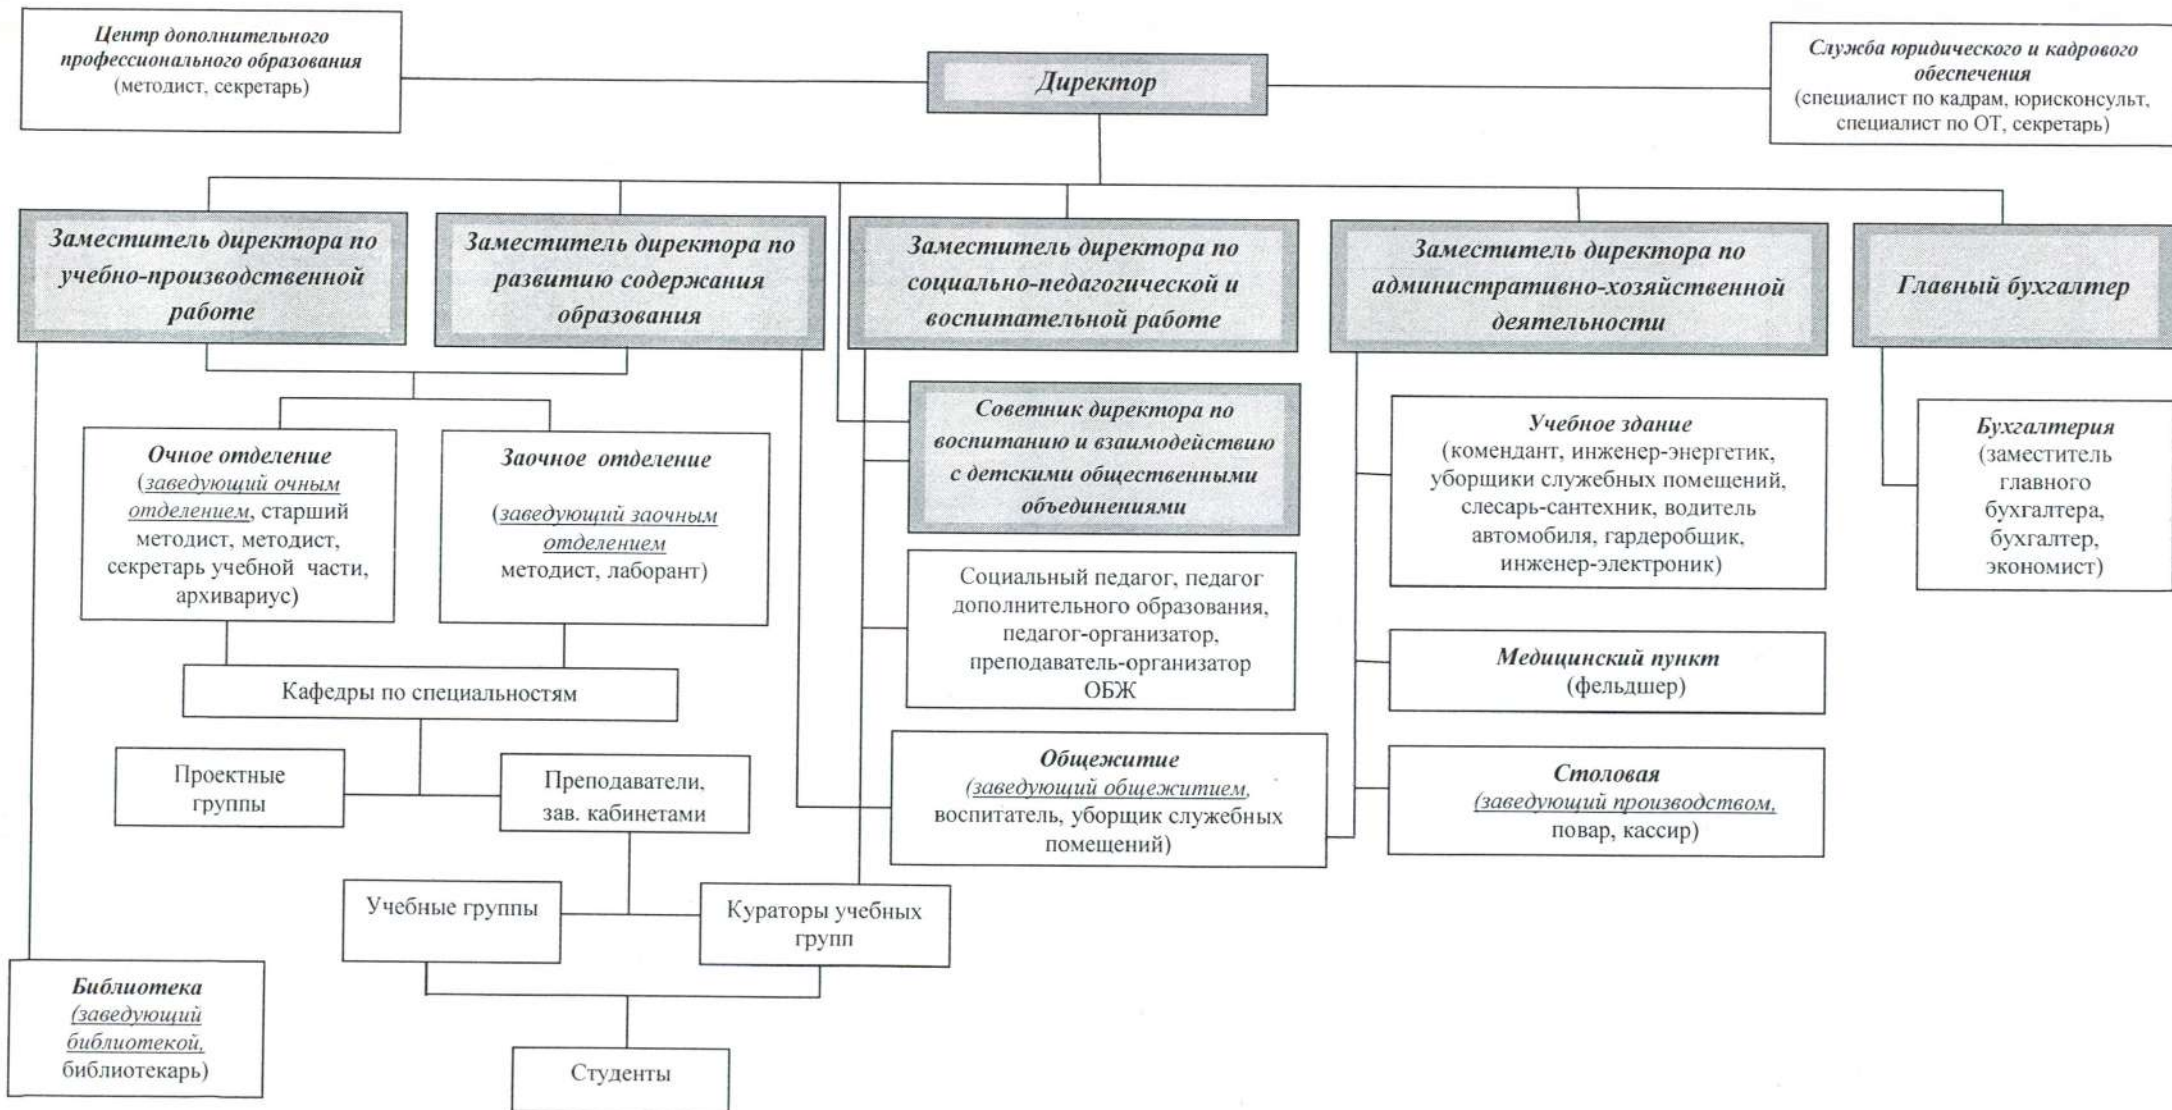 Центр дополнительного
профессионального образования
(методист, секретарь)
Директор
Служба юридического и кадрового
обеспечения
(специалист по кадрам, юрисконсульт,
специалист по ОТ, секретарь)
Заместитель директора по
учебно-производственной
работе
Заместитель директора по
развитию содержания
образования
Заместитель директора по
социально-педагогической и
воспитательной работе
Заместитель директора по
административно-хозяйственной
деятельности
Главный бухгалтер
Очное отделение
(заведующий очным
отделением, старший
методист, методист,
секретарь учебной части,
архивариус)
Заочное отделение
(заведующий заочным
отделением
методист, лаборант)
Советник директора по
воспитанию и взаимодействию
с детскими общественными
объединениями
Учебное здание
(комендант, инженер-энергетик,
уборщики служебных помещений,
слесарь-сантехник, водитель
автомобиля, гардеробщик,
инженер-электроник)
Бухгалтерия
(заместитель
главного
бухгалтера,
бухгалтер,
экономист)
Социальный педагог, педагог
дополнительного образования,
педагог-организатор,
преподаватель-организатор
ОБЖ
Кафедры по специальностям
Медицинский пункт
(фельдшер)
Проектные
группы
Преподаватели,
зав. кабинетами
Общежитие
(заведующий общежитием,
воспитатель, уборщик служебных
помещений)
Столовая
(заведующий производством,
повар, кассир)
Учебные группы
Кураторы учебных
групп
Библиотека
(заведующий
библиотекой,
библиотекарь)
Студенты